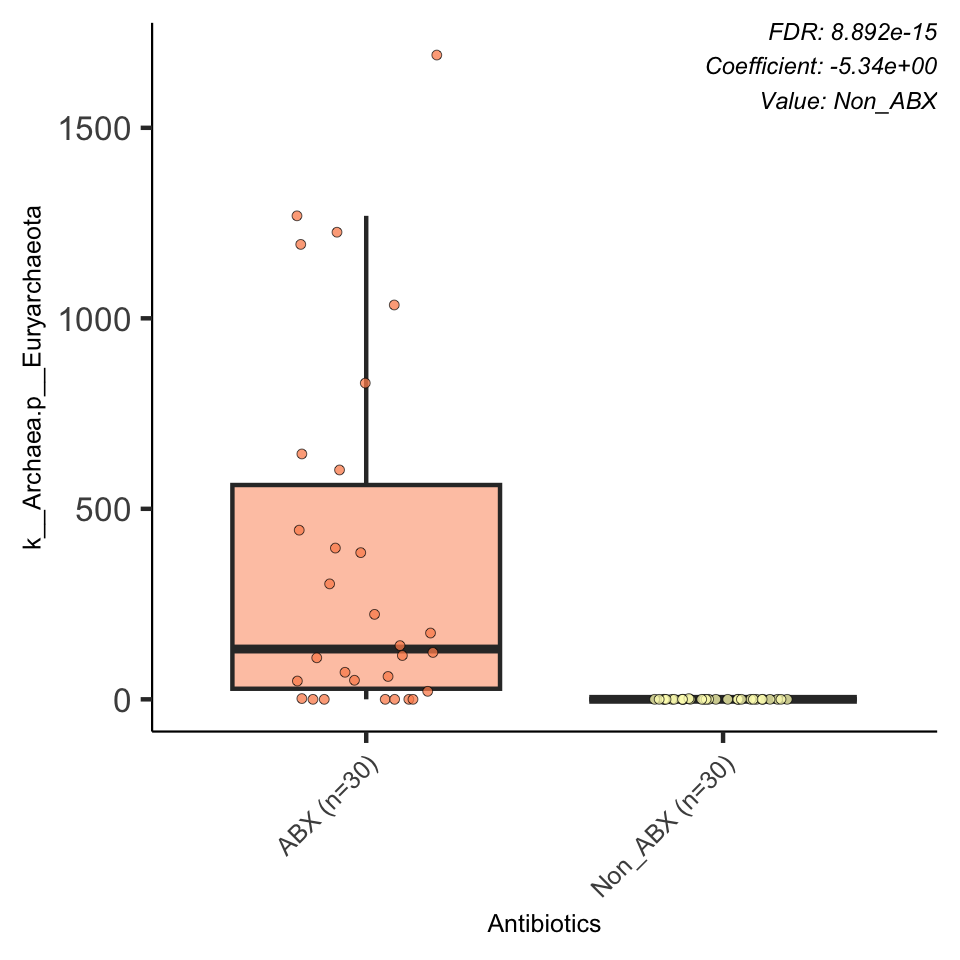 FDR: 8.892e-15
Coefficient: -5.34e+00
Value: Non_ABX
k__Archaea.p__Euryarchaeota
1500
1000
500
0
ABX (n=30)
Non_ABX (n=30)
Antibiotics